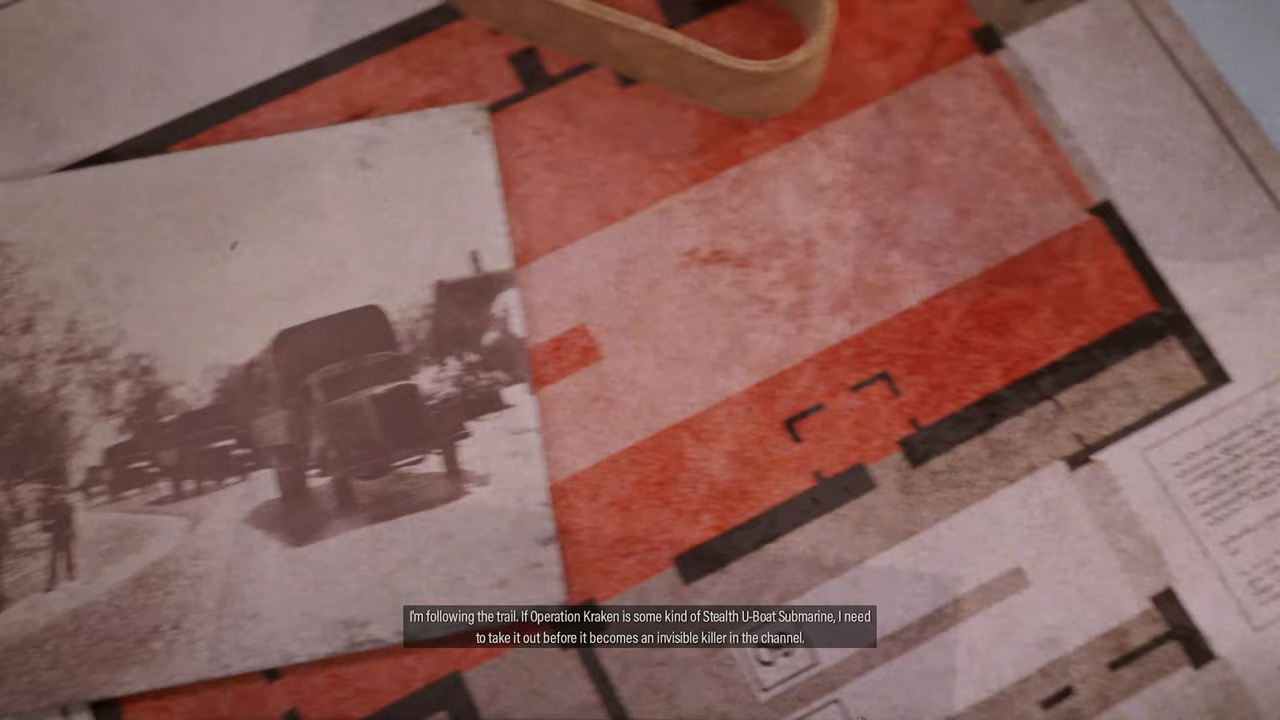 I'm following the trail. If Operation Kraken is some kind of Stealth U-Boat Submarine, I need
to take it out before it becomes an invisible killer in the channel.